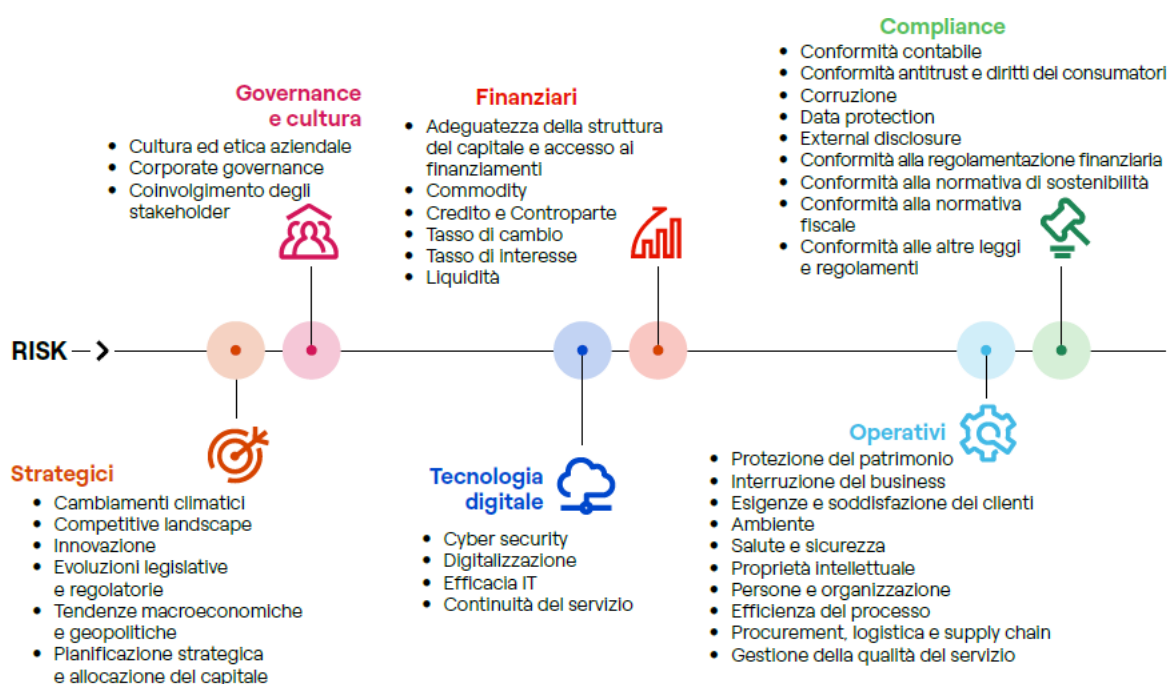 Compliance
• Conformità contabile
• Conformità antitrust e diritti dei consumatori
• Corruzione
• Data protection
• External disclosure
• Conformità alla regolamentazione finanziaria
• Conformità alla normativa di sostenibilità
• Conformità alla normativa
fiscale
• Conformità alle altre leggi
e regolamenti
Governance
e cultura
• Cultura ed etica aziendale
• Corporate governance
• Coinvolgimento degli
stakeholder
Finanziari
• Adeguatezza della struttura
del capitale e accesso ai
finanziamenti
• Commodity
• Credito e Controparte
• Tasso di cambio
• Tasso di interesse
• Liquidità
RISK
Strategici
• Cambiamenti climatici
• Competitive landscape
• Innovazione
• Evoluzioni legislative
e regolatorie
• Tendenze macroeconomiche
e geopolitiche
• Pianificazione strategica
e allocazione del capitale
Tecnologia
digitale
• Cyber security
• Digitalizzazione
• Efficacia IT
• Continuità del servizio
Operativi
• Protezione del patrimonio
• Interruzione del business
• Esigenze e soddisfazione dei clienti
• Ambiente
• Salute e sicurezza
• Proprietà intellettuale
• Persone e organizzazione
• Efficienza del processo
• Procurement, logistica e supply chain
• Gestione della qualità del servizio